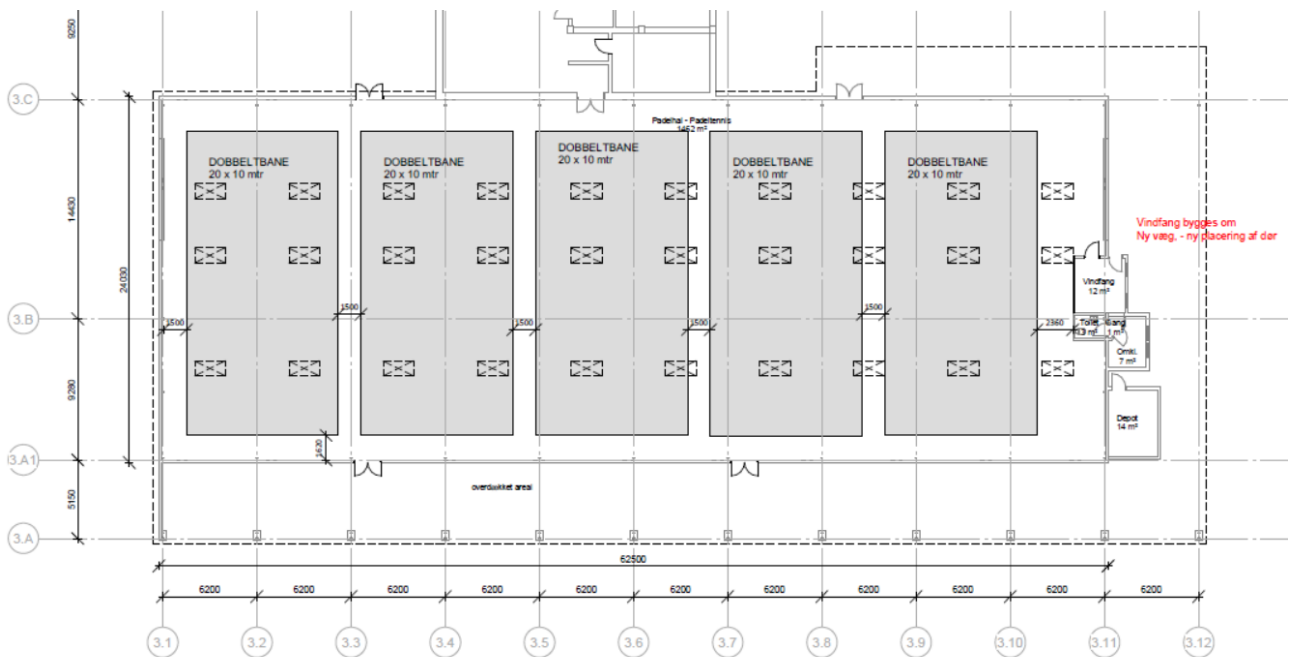 9250
3.C
Padelhal - Padeltennis
1462 m²
DOBBELTBANE
20 x 10 mtr
DOBBELTBANE
20 x 10 mtr
DOBBELTBANE
20 x 10 mtr
DOBBELTBANE
20 x 10 mtr
DOBBELTBANE
20 x 10 mtr
14430
24030
Vindfang bygges om
Ny væg, - ny placering af dør
Vindfang
12 m²
3.B
1500
1500
1500
1500
1500
2360
Toilet
Gang
1 m²
Omkl.
7 m²
9280
Depot
14 m²
1620
3.A1
5150
overdækket areal
3.A
62500
6200
6200
6200
6200
6200
6200
6200
6200
6200
6200
6200
3.1
3.2
3.3
3.4
3.5
3.6
3.7
3.8
3.9
3.10
3.11
3.12